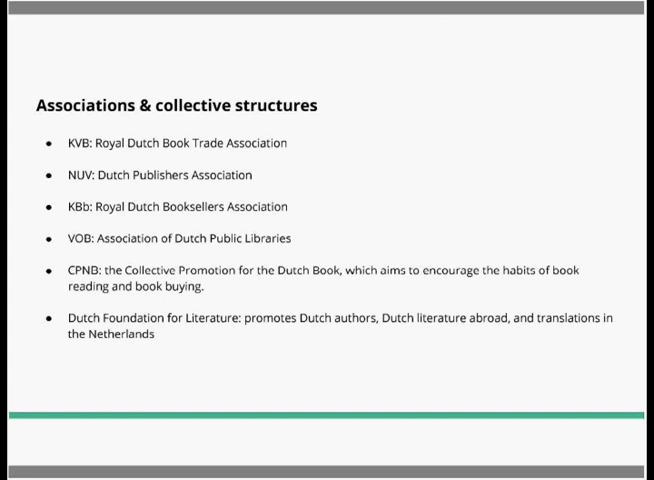 Associations & collective structures
• KVB: Royal Dutch Book Trade Association
• NUV: Dutch Publishers Association
• KBb: Royal Dutch Booksellers Association
• VOB: Association of Dutch Public Libraries
• CPNB: the Collective Promotion for the Dutch Book, which aims to encourage the habits of book
reading and book buying.
• Dutch Foundation for Literature: promotes Dutch authors, Dutch literature abroad, and translations in
the Netherlands